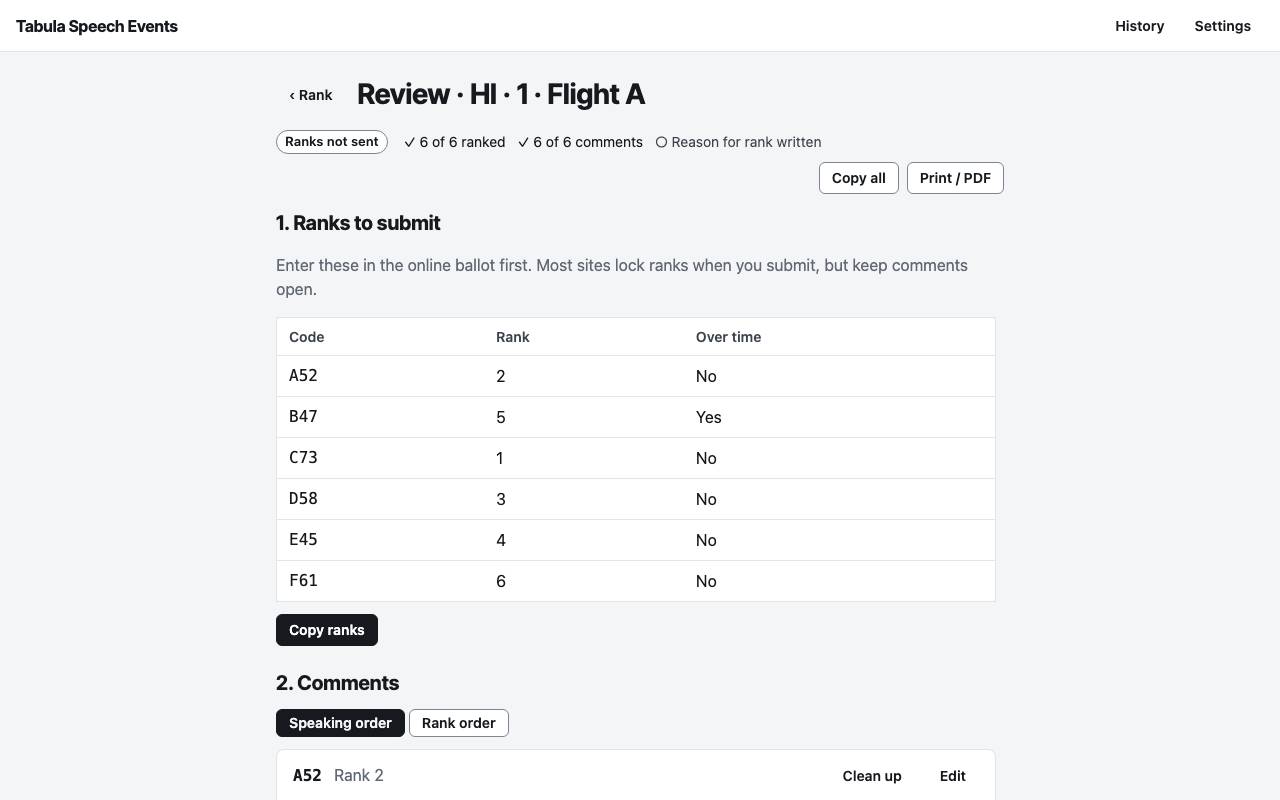 Tabula Speech Events
History
Settings
‹ Rank
Review · HI · 1 · Flight A
Ranks not sent
6 of 6 ranked
6 of 6 comments
Reason for rank written
Copy all
Print / PDF
1. Ranks to submit
Enter these in the online ballot first. Most sites lock ranks when you submit, but keep comments
open.
Code Rank Over time
A52 2 No
B47 5 Yes
C73 1 No
D58 3 No
E45 4 No
F61 6 No
Copy ranks
2. Comments
Speaking order
Rank order
A52 Rank 2
Clean up
Edit